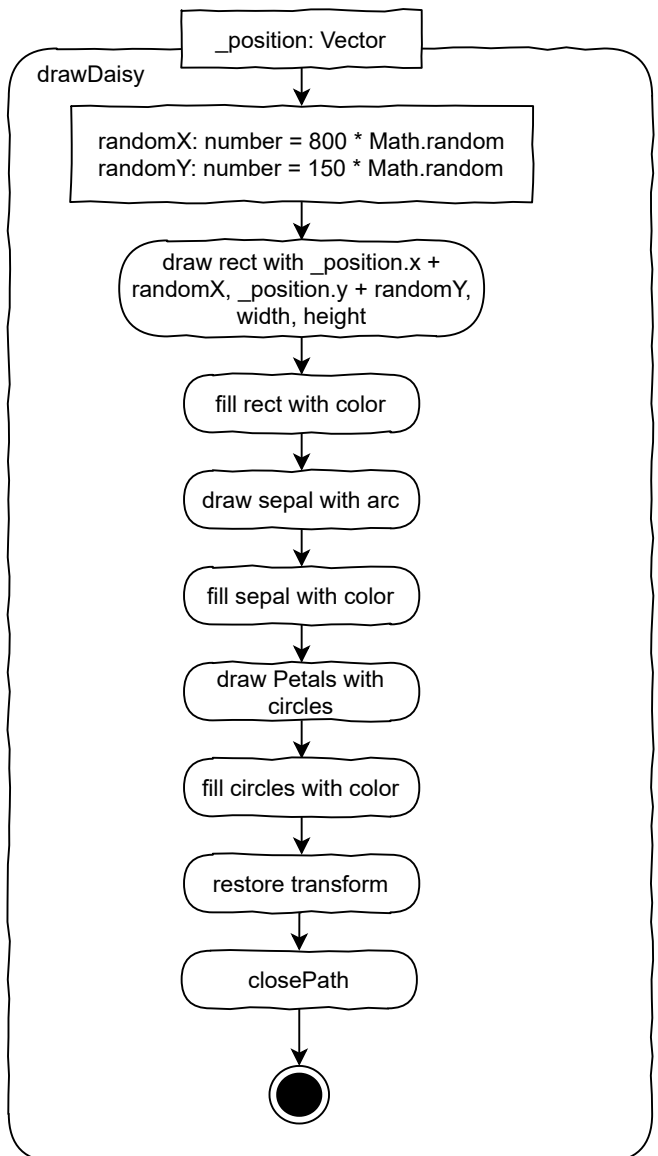 _position: Vector
drawDaisy
randomX: number = 800 * Math.random
randomY: number = 150 * Math.random
draw rect with _position.x +
randomX, _position.y + randomY,
width, height
fill rect with color
draw sepal with arc
fill sepal with color
draw Petals with
circles
fill circles with color
restore transform
closePath